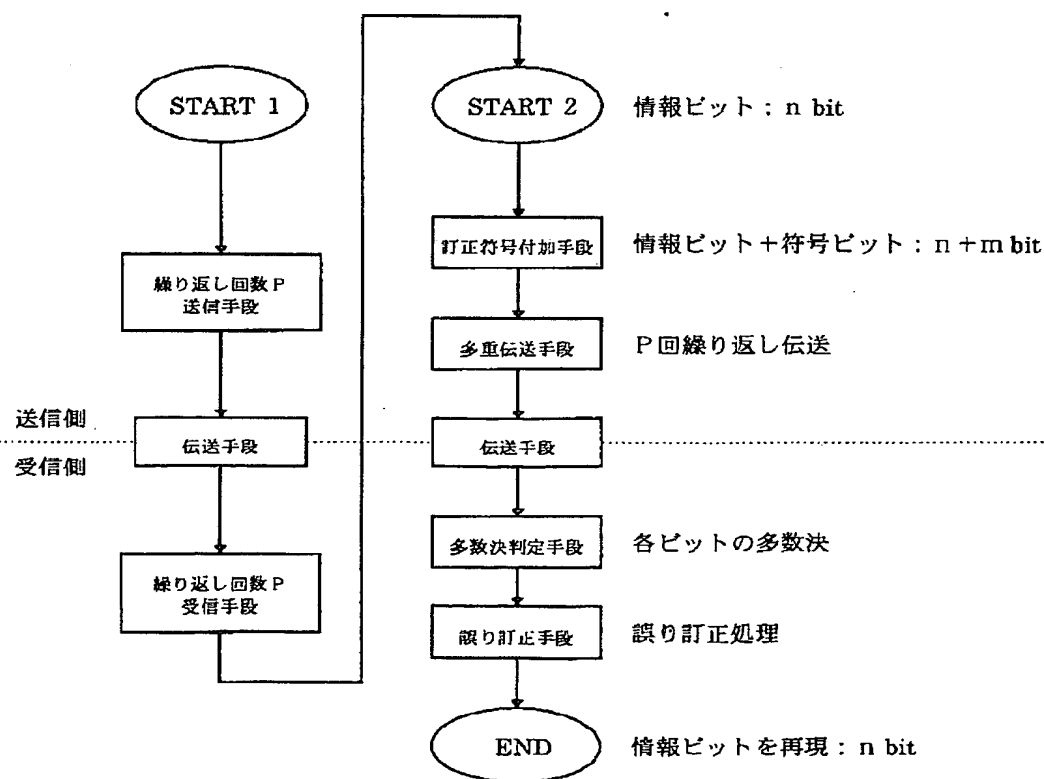 START 1
繰り返し回数P
送信手段
送信側
伝送手段
受信側
繰り返し回数P
受信手段
START 2
情報ビット：n bit
訂正符号付加手段
情報ビット＋符号ビット：n＋m bit
多重伝送手段
P回繰り返し伝送
伝送手段
多数決判定手段
各ビットの多数決
誤り訂正手段
誤り訂正処理
END
情報ビットを再現：n bit